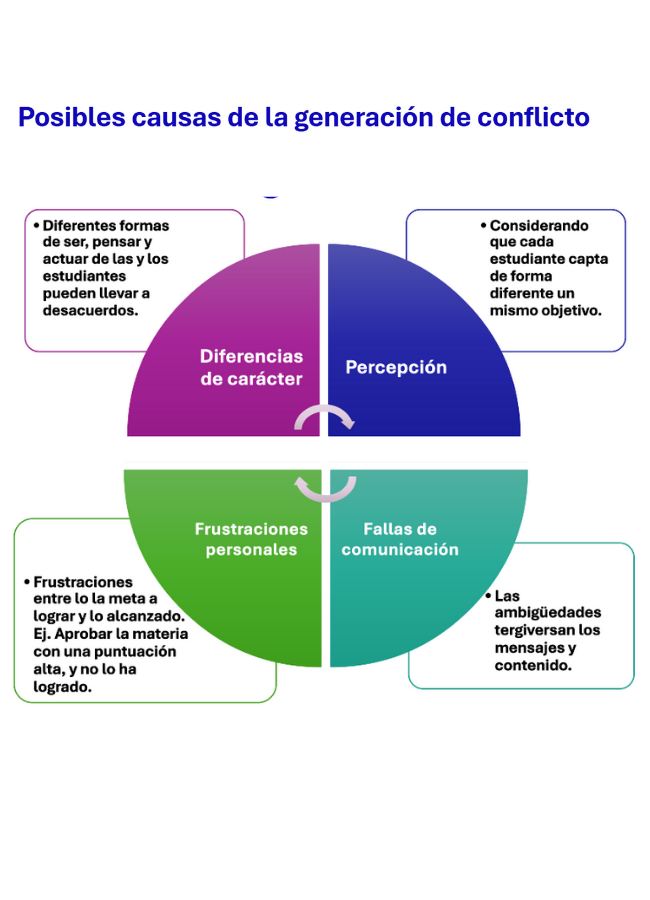 Posibles causas de la generación de conflicto
• Diferentes formas
de ser, pensar y
actuar de las y los
estudiantes
pueden llevar a
desacuerdos.
• Considerando
que cada
estudiante capta
de forma
diferente un
mismo objetivo.
Diferencias
de carácter
Percepción
Frustraciones
personales
Fallas de
comunicación
• Frustraciones
entre lo la meta a
lograr y lo alcanzado.
Ej. Aprobar la materia
con una puntuación
alta, y no lo ha
logrado.
• Las
ambigüedades
tergiversan los
mensajes y
contenido.